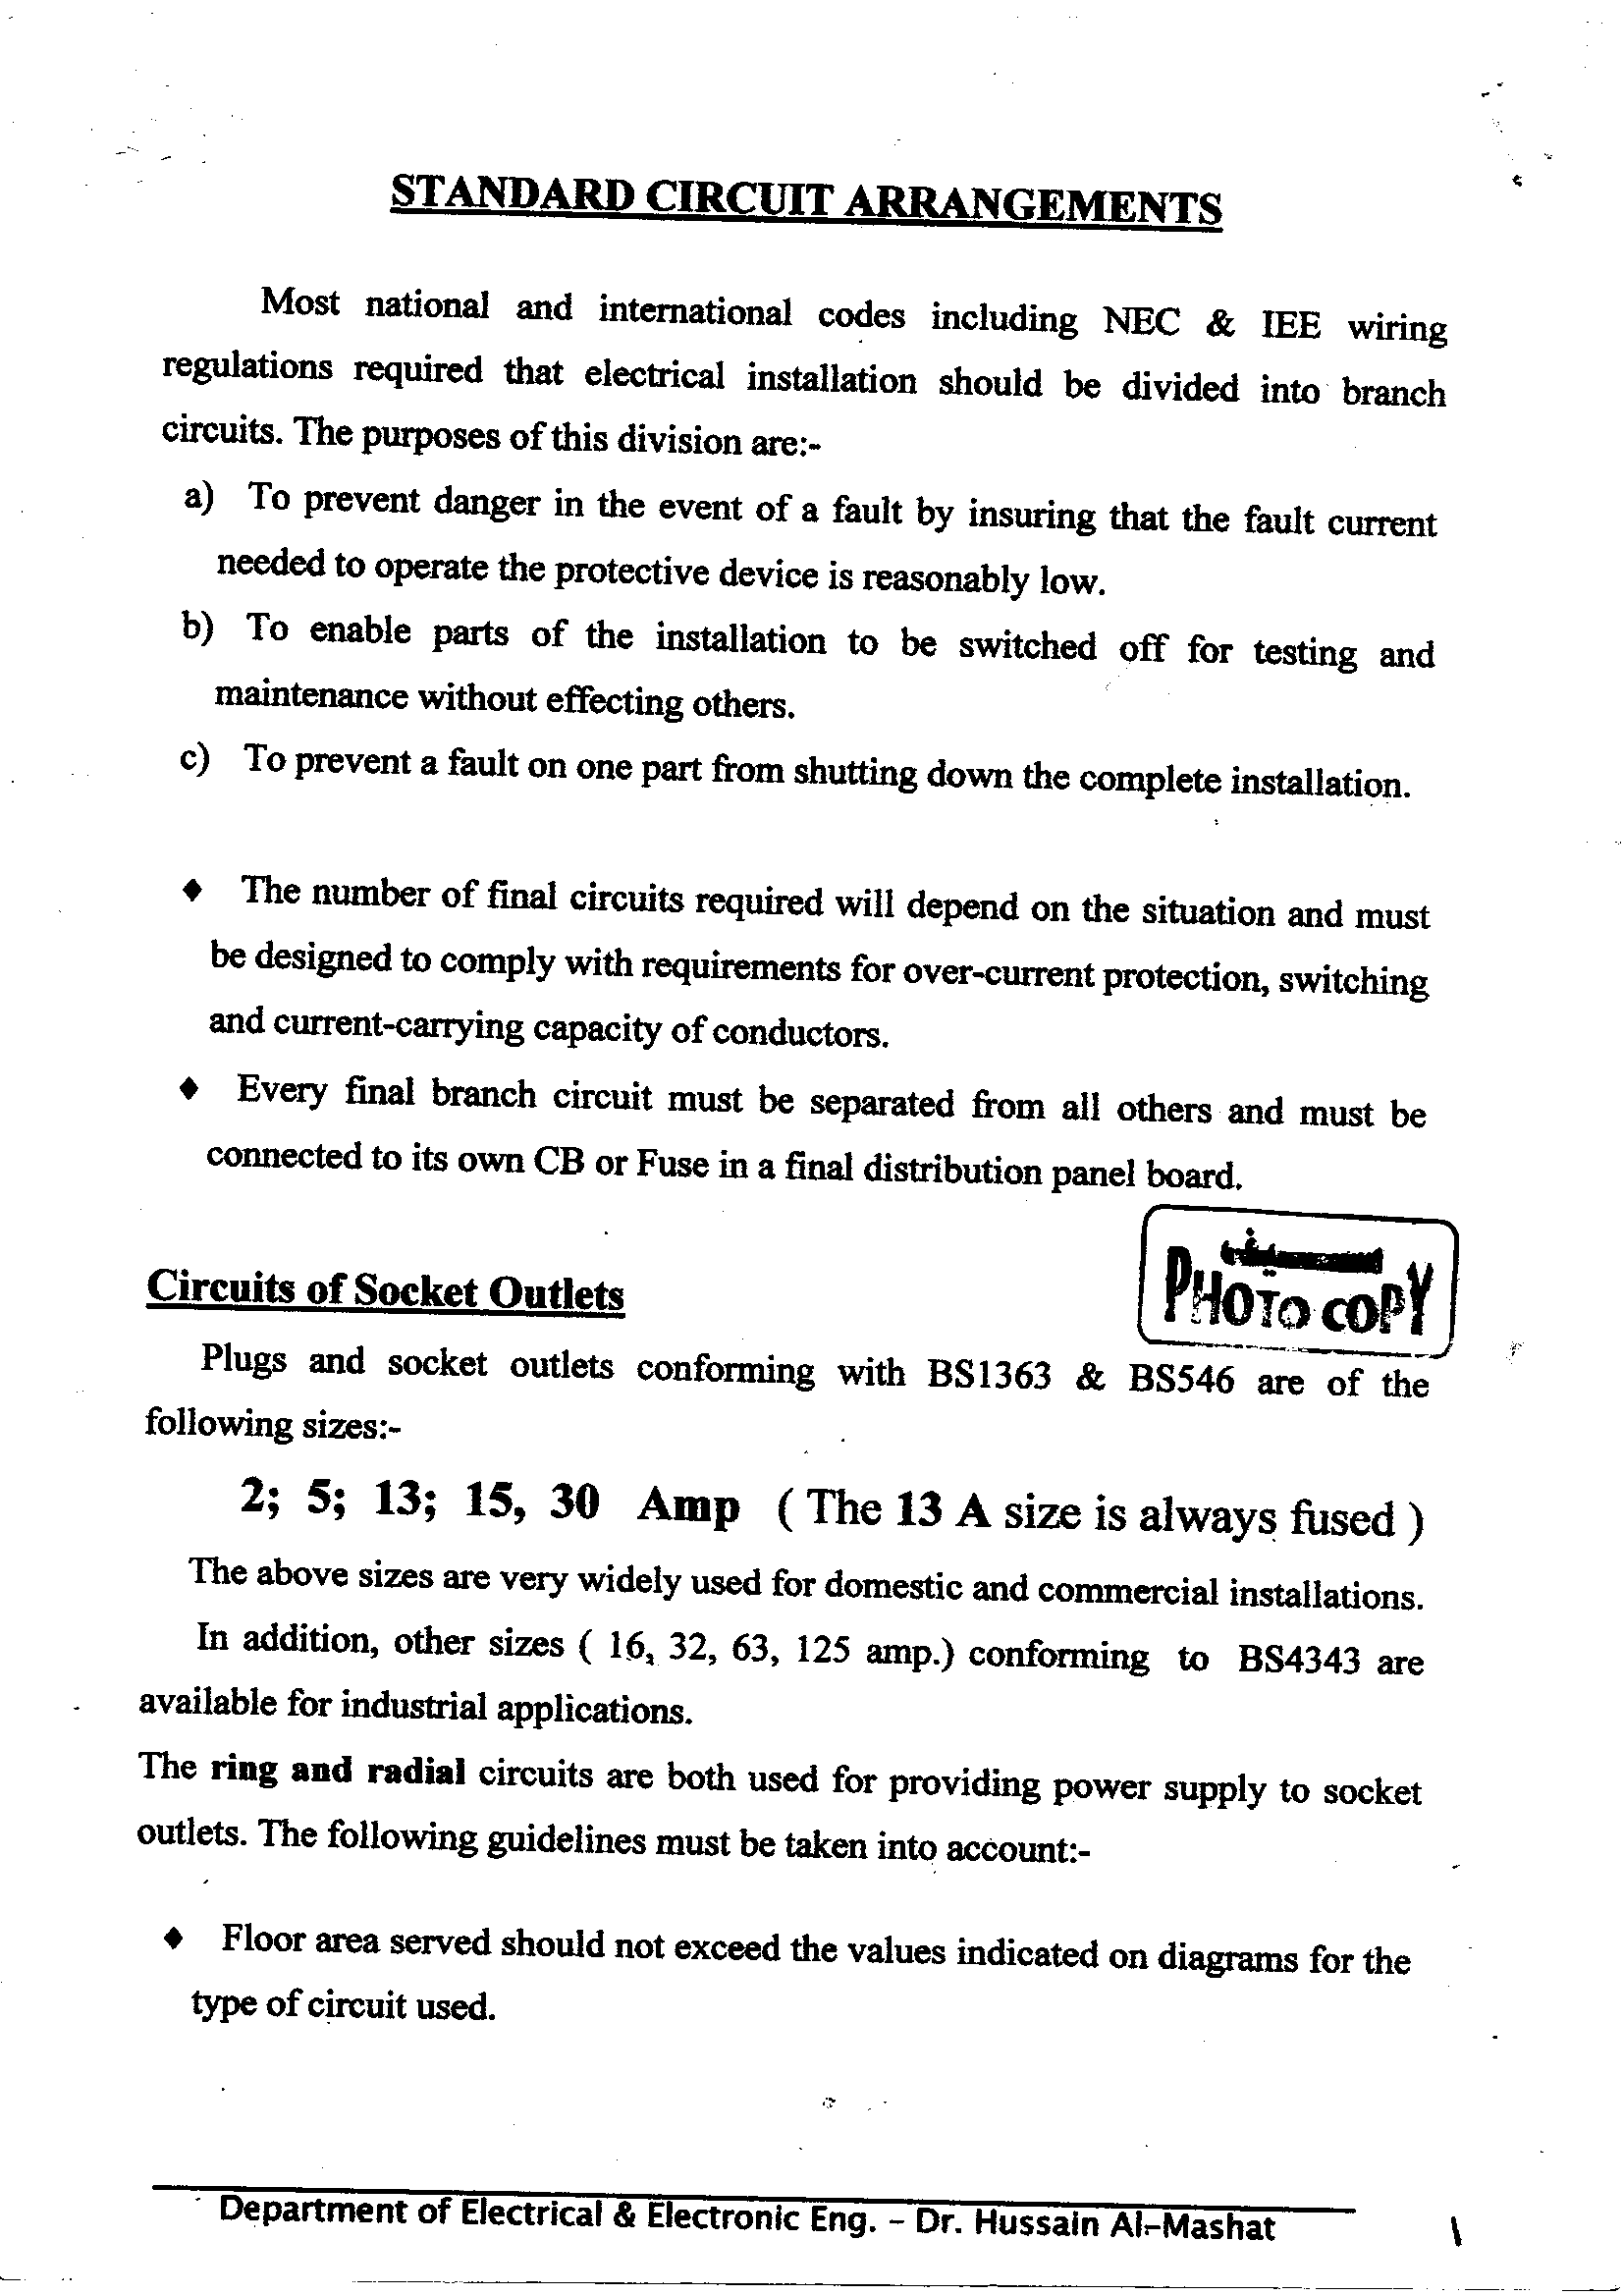 STANDARD CIRCUIT ARRANGEMENTS
Most national and international codes including NEC & IEE wiring
regulations required that electrical installation should be divided into branch
circuits. The purposes of this division are:-
a) To prevent danger in the event of a fault by insuring that the fault current
needed to operate the protective device is reasonably low.
b) To enable parts of the installation to be switched off for testing and
maintenance without effecting others.
c) To prevent a fault on one part from shutting down the complete installation.
♦ The number of final circuits required will depend on the situation and must
be designed to comply with requirements for over-current protection, switching
and current-carrying capacity of conductors.
♦ Every final branch circuit must be separated from all others and must be
connected to its own CB or Fuse in a final distribution panel board.
PHOTO COPY
Circuits of Socket Outlets
Plugs and socket outlets conforming with BS1363 & BS546 are of the
following sizes:-
2; 5; 13; 15, 30 Amp ( The 13 A size is always fused )
The above sizes are very widely used for domestic and commercial installations.
In addition, other sizes ( 16, 32, 63, 125 amp.) conforming to BS4343 are
available for industrial applications.
The ring and radial circuits are both used for providing power supply to socket
outlets. The following guidelines must be taken into account:-
♦ Floor area served should not exceed the values indicated on diagrams for the
type of circuit used.
Department of Electrical & Electronic Eng. – Dr. Hussain Al-Mashat
\